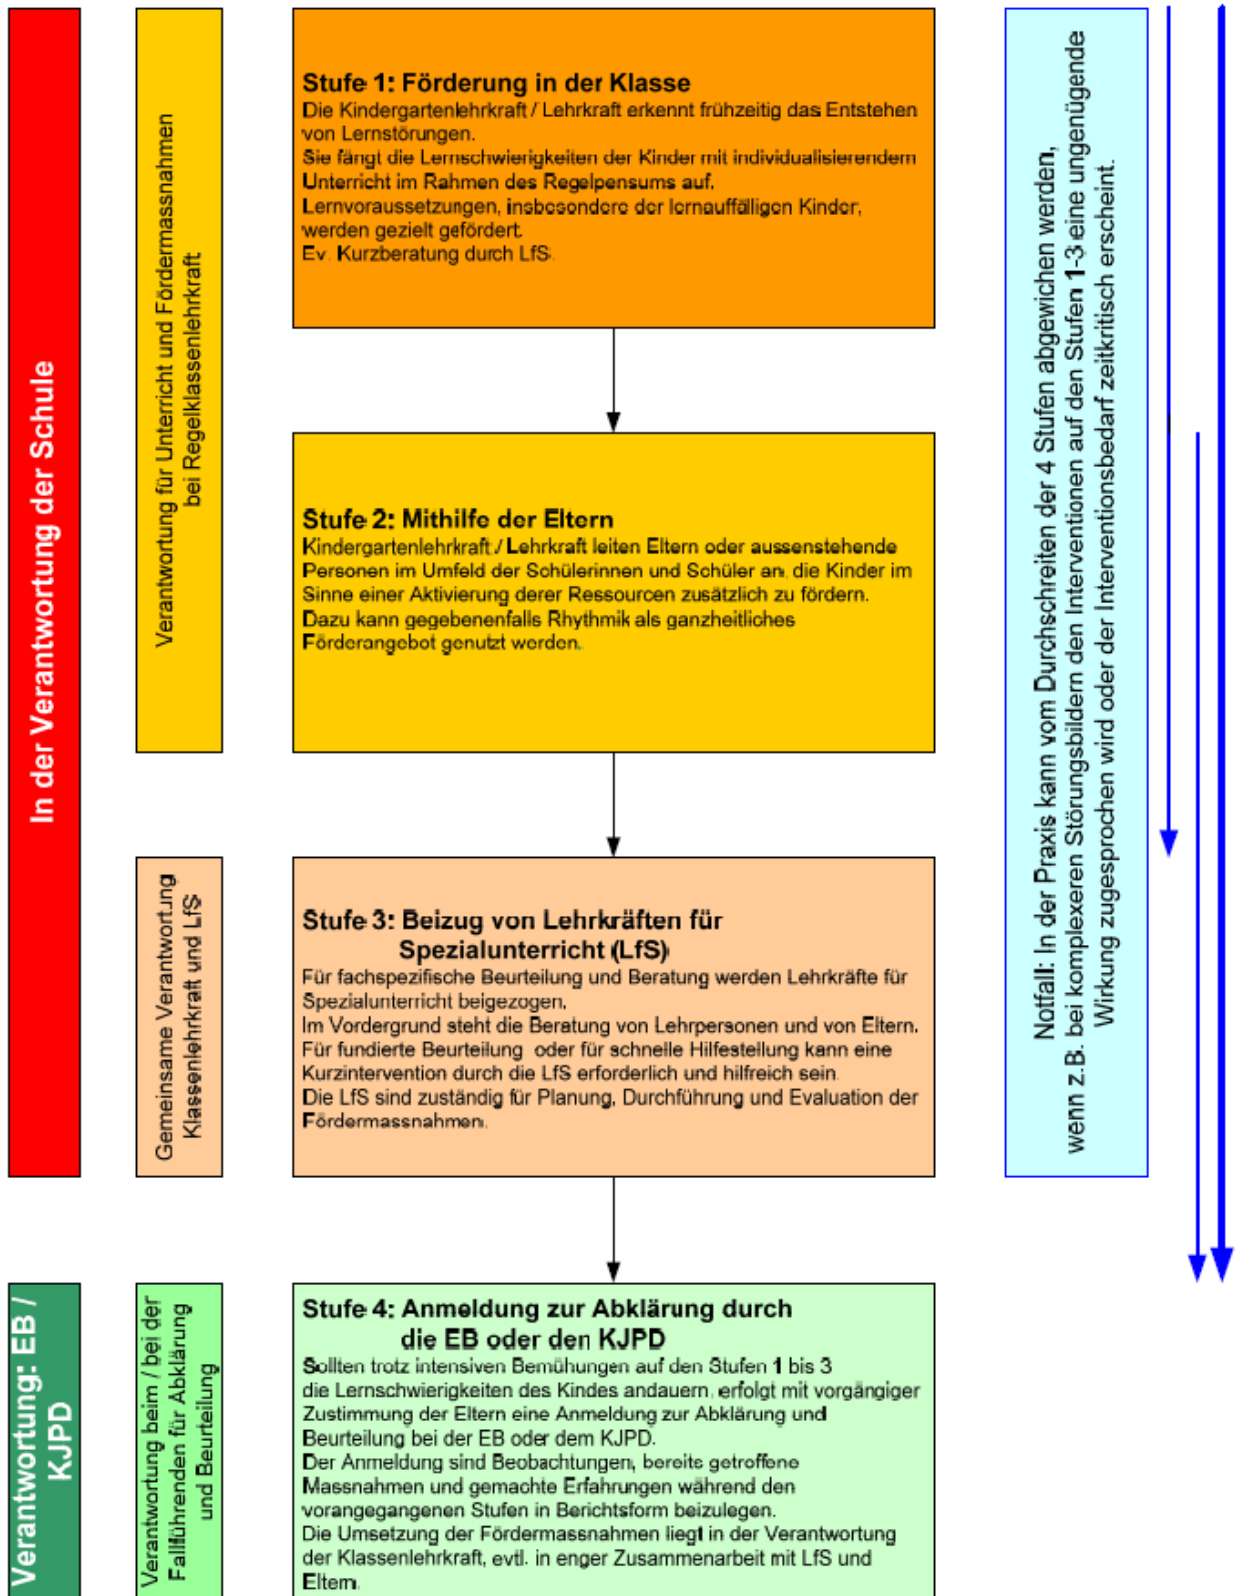 In der Verantwortung der Schule
Verantwortung für Unterricht und Fördermassnahmen
bei Regelklassenlehrkraft
Stufe 1: Förderung in der Klasse
Die Kindergartenlehrkraft / Lehrkraft erkennt frühzeitig das Entstehen
von Lernstörungen.
Sie fängt die Lernschwierigkeiten der Kinder mit individualisierendem
Unterricht im Rahmen des Regelpensums auf.
Lernvoraussetzungen, insbesondere der lernauffälligen Kinder,
werden gezielt gefördert.
Ev. Kurzberatung durch LfS.
Stufe 2: Mithilfe der Eltern
Kindergartenlehrkraft / Lehrkraft leiten Eltern oder aussenstehende
Personen im Umfeld der Schülerinnen und Schüler an, die Kinder im
Sinne einer Aktivierung derer Ressourcen zusätzlich zu fördern.
Dazu kann gegebenenfalls Rhythmik als ganzheitliches
Förderangebot genutzt werden.
Gemeinsame Verantwortung
Klassenlehrkraft und LfS
Stufe 3: Beizug von Lehrkräften für
Spezialunterricht (LfS)
Für fachspezifische Beurteilung und Beratung werden Lehrkräfte für
Spezialunterricht beigezogen.
Im Vordergrund steht die Beratung von Lehrpersonen und von Eltern.
Für fundierte Beurteilung oder für schnelle Hilfestellung kann eine
Kurzintervention durch die LfS erforderlich und hilfreich sein.
Die LfS sind zuständig für Planung, Durchführung und Evaluation der
Fördermassnahmen.
Notfall: In der Praxis kann vom Durchschreiten der 4 Stufen abgewichen werden,
wenn z.B. bei komplexeren Störungsbildern den Interventionen auf den Stufen 1-3 eine ungenügende
Wirkung zugesprochen wird oder der Interventionsbedarf zeitkritisch erscheint.
Verantwortung: EB /
KJPD
Verantwortung beim / bei der
Fallführenden für Abklärung
und Beurteilung
Stufe 4: Anmeldung zur Abklärung durch
die EB oder den KJPD
Sollten trotz intensiven Bemühungen auf den Stufen 1 bis 3
die Lernschwierigkeiten des Kindes andauern, erfolgt mit vorgängiger
Zustimmung der Eltern eine Anmeldung zur Abklärung und
Beurteilung bei der EB oder dem KJPD.
Der Anmeldung sind Beobachtungen, bereits getroffene
Massnahmen und gemachte Erfahrungen während den
vorangegangenen Stufen in Berichtsform beizulegen.
Die Umsetzung der Fördermassnahmen liegt in der Verantwortung
der Klassenlehrkraft, evtl. in enger Zusammenarbeit mit LfS und
Eltern.